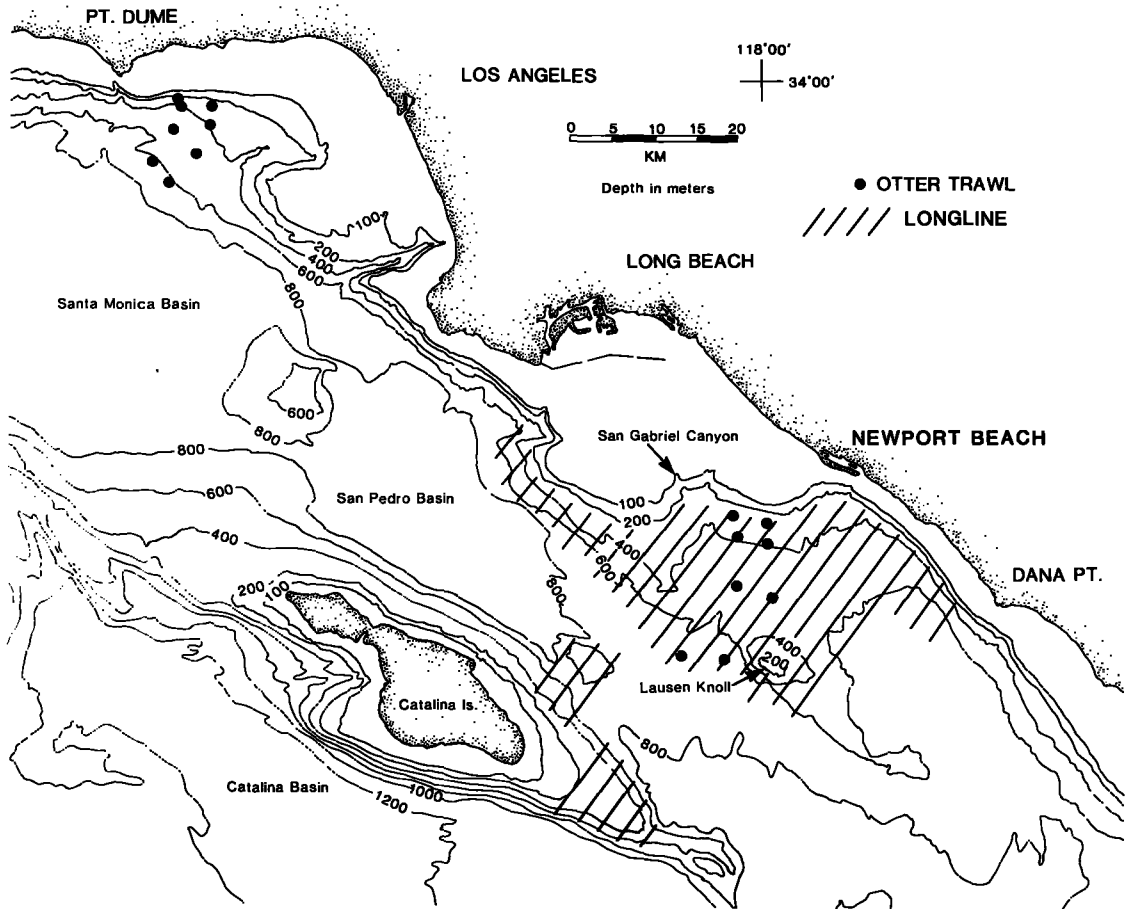 PT. DUME
118°00'
LOS ANGELES
34°00'
0 5 10 15 20
KM
Depth in meters
OTTER TRAWL
LONGLINE
100
200
400
600
LONG BEACH
800
Santa Monica Basin
600
800
San Gabriel Canyon
NEWPORT BEACH
800
600
San Pedro Basin
100
200
400
400
600
DANA PT.
800
200
100
400
200
Catalina Is.
Lausen Knoll
800
Catalina Basin
1000
1200